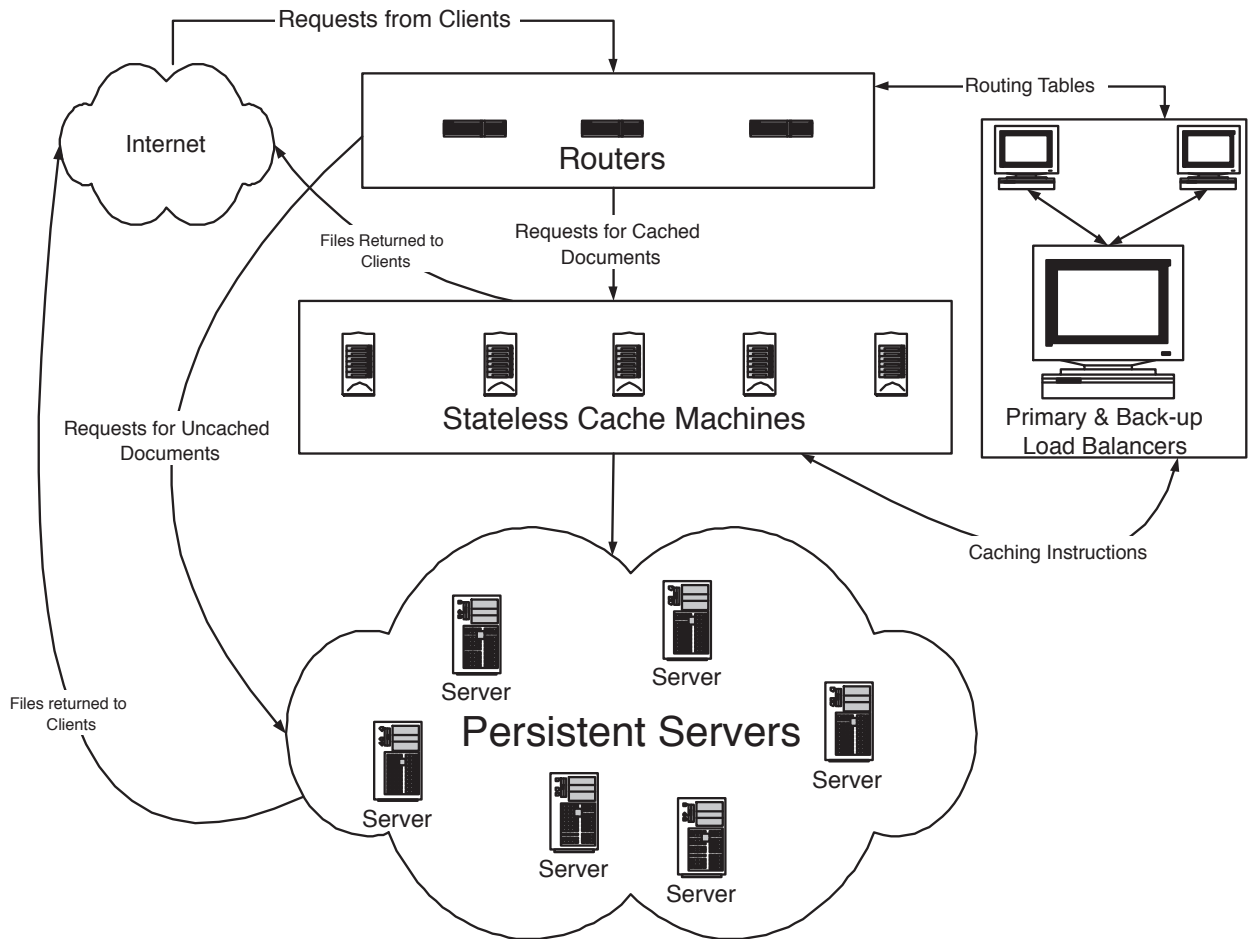 Requests from Clients
Routing Tables
Internet
Routers
Files Returned to
Clients
Requests for Cached
Documents
Stateless Cache Machines
Primary & Back-up
Load Balancers
Requests for Uncached
Documents
Caching Instructions
Server
Server
Files returned to
Clients
Persistent Servers
Server
Server
Server
Server